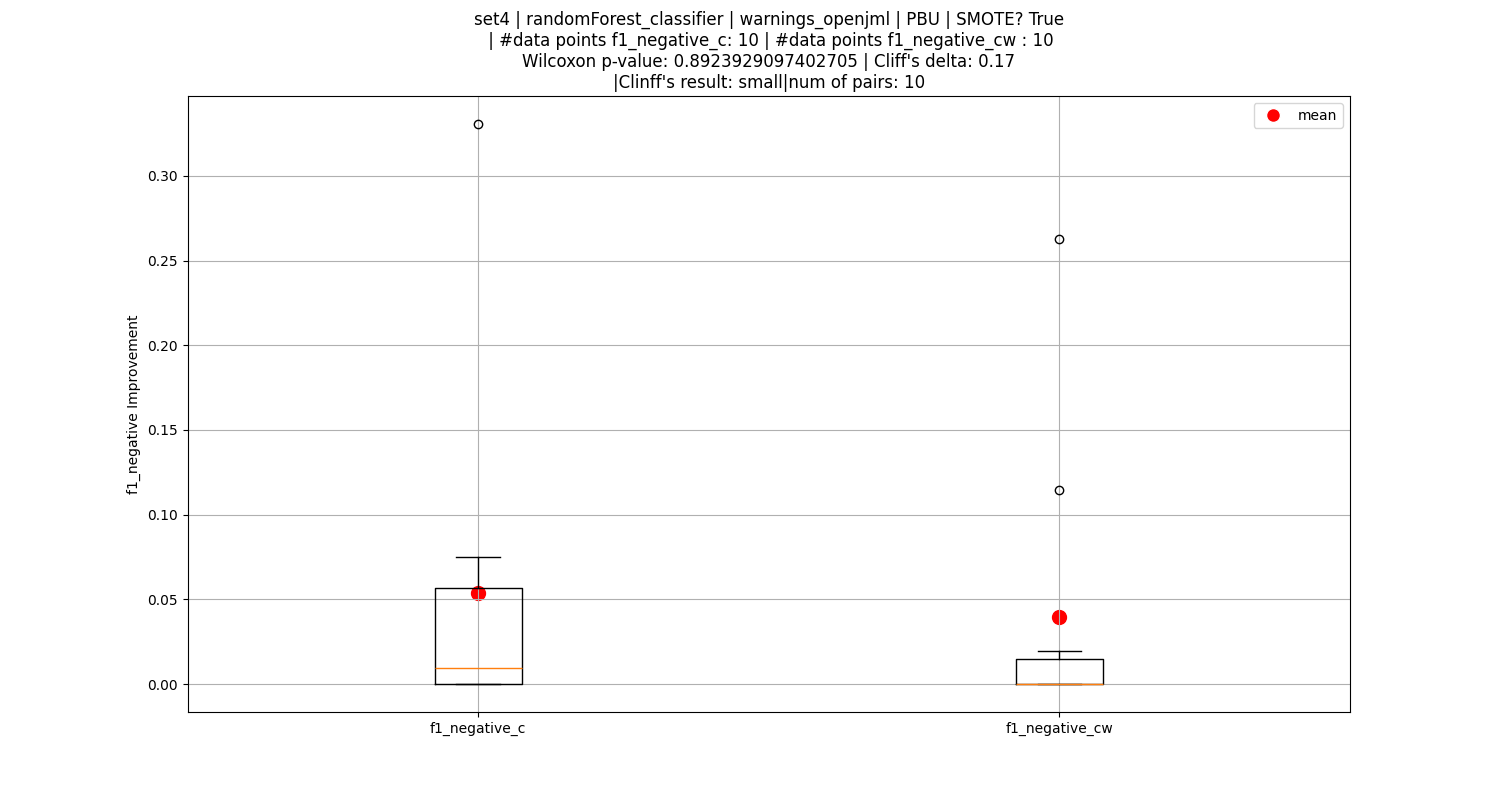 set4 | randomForest_classifier | warnings_openjml | PBU | SMOTE? True
| #data points f1_negative_c: 10 | #data points f1_negative_cw : 10
Wilcoxon p-value: 0.8923929097402705 | Cliff's delta: 0.17
|Clinff's result: small|num of pairs: 10
mean
0.30
0.25
0.20
0.15
0.10
0.05
0.00
f1_negative Improvement
f1_negative_c
f1_negative_cw